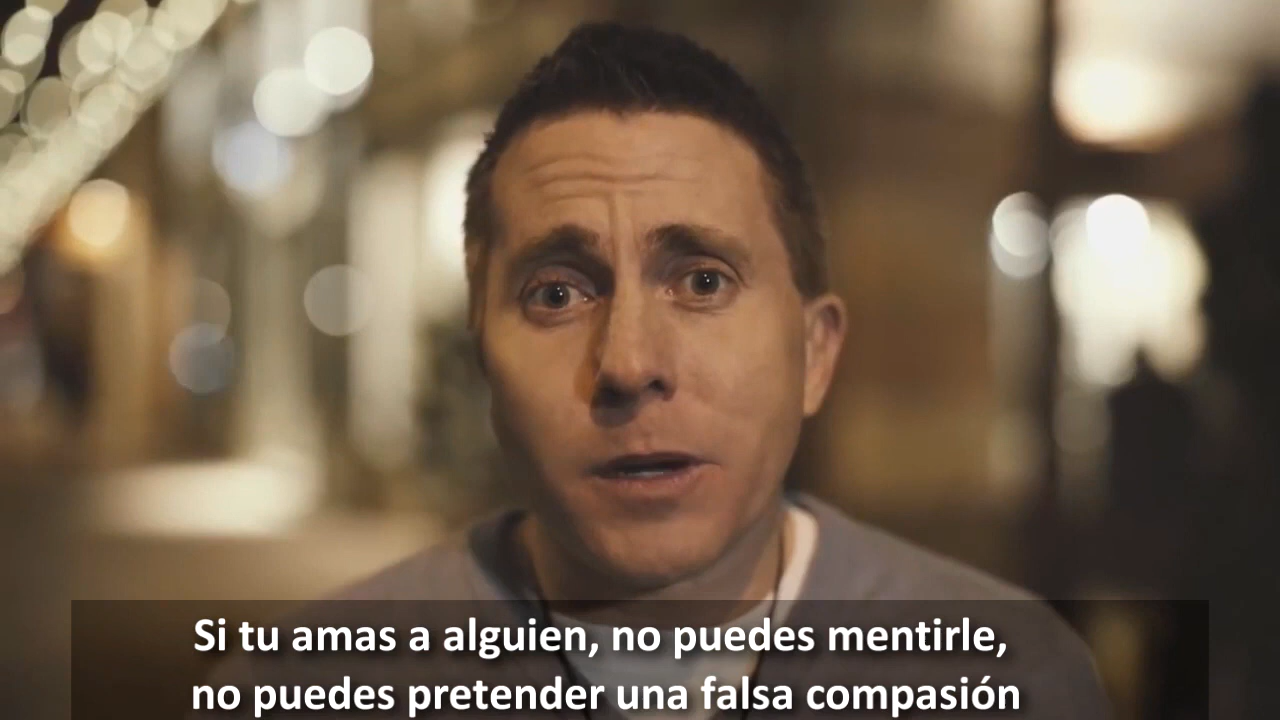 Si tu amas a alguien, no puedes mentirle,
no puedes pretender una falsa compasión